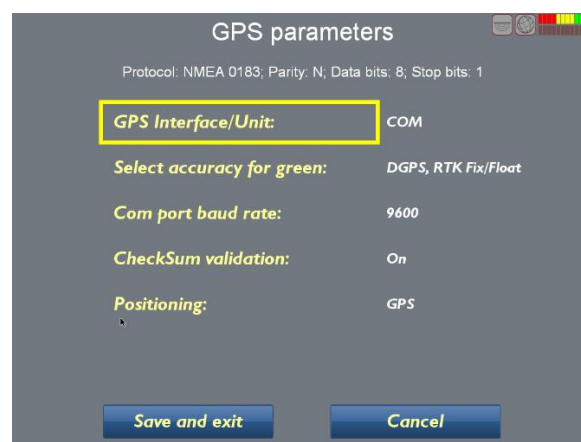 GPS parameters
Protocol: NMEA 0183; Parity: N; Data bits: 8; Stop bits: 1
GPS Interface/Unit: COM
Select accuracy for green: DGPS, RTK Fix/Float
Com port baud rate: 9600
CheckSum validation: On
Positioning: GPS
Save and exit Cancel